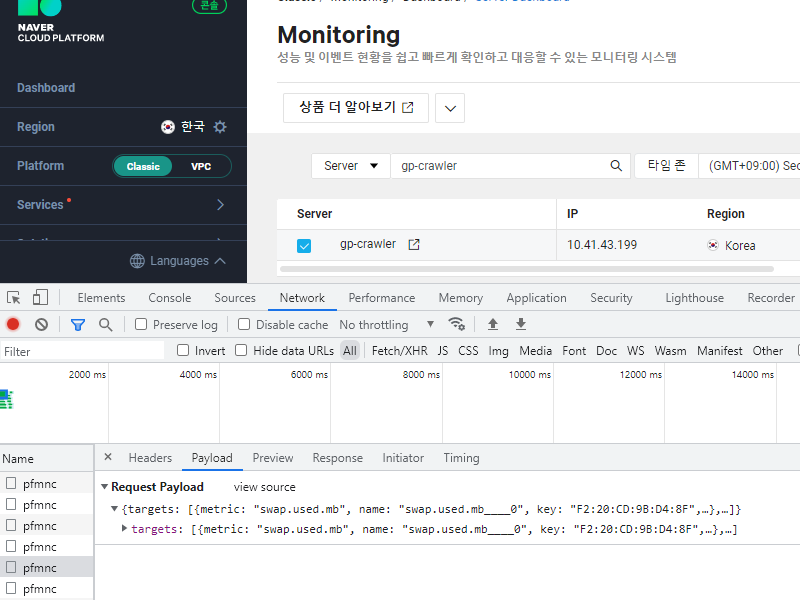 콘솔
NAVER
CLOUD PLATFORM
Dashboard
Region 한국
Platform Classic VPC
Services
Languages
Classic / Monitoring / Dashboard / Server Dashboard
Monitoring
성능 및 이벤트 현황을 쉽고 빠르게 확인하고 대응할 수 있는 모니터링 시스템
상품 더 알아보기
Server gp-crawler 타임 존 (GMT+09:00) Seo
Server IP Region
gp-crawler 10.41.43.199 Korea
Elements Console Sources Network Performance Memory Application Security Lighthouse Recorder
Preserve log Disable cache No throttling
Filter Invert Hide data URLs All Fetch/XHR JS CSS Img Media Font Doc WS Wasm Manifest Other
2000 ms 4000 ms 6000 ms 8000 ms 10000 ms 12000 ms 14000 ms
Name × Headers Payload Preview Response Initiator Timing
pfmnc
pfmnc
pfmnc
pfmnc
pfmnc
pfmnc
Request Payload view source
{targets: [{metric: "swap.used.mb", name: "swap.used.mb____0", key: "F2:20:CD:9B:D4:8F",…},…]}
targets: [{metric: "swap.used.mb", name: "swap.used.mb____0", key: "F2:20:CD:9B:D4:8F",…},…]